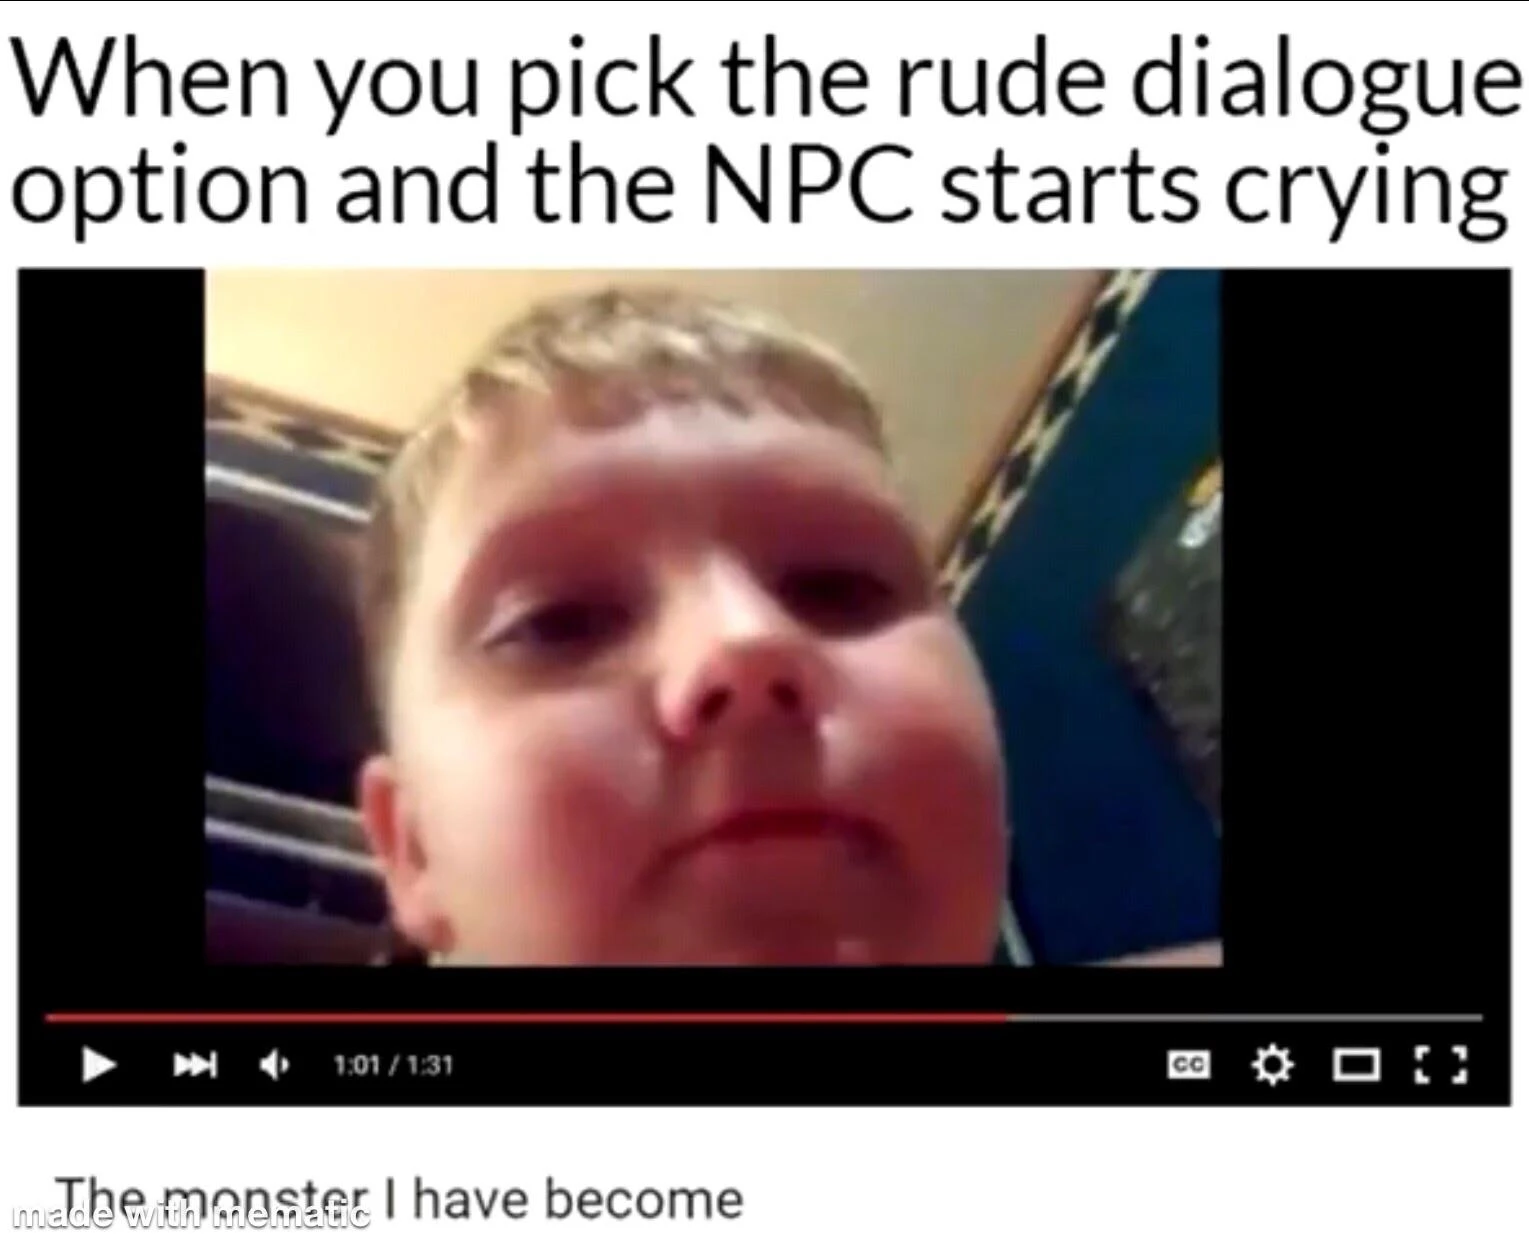 When you pick the rude dialogue
option and the NPC starts crying
1:01 / 1:31
CC
The monster I have become
made with mematic